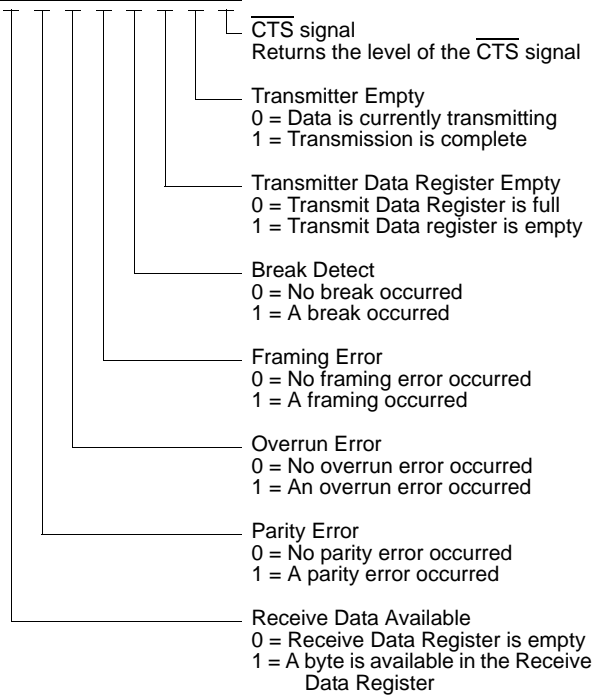 CTS signal
Returns the level of the CTS signal
Transmitter Empty
0 = Data is currently transmitting
1 = Transmission is complete
Transmitter Data Register Empty
0 = Transmit Data Register is full
1 = Transmit Data register is empty
Break Detect
0 = No break occurred
1 = A break occurred
Framing Error
0 = No framing error occurred
1 = A framing occurred
Overrun Error
0 = No overrun error occurred
1 = An overrun error occurred
Parity Error
0 = No parity error occurred
1 = A parity error occurred
Receive Data Available
0 = Receive Data Register is empty
1 = A byte is available in the Receive
Data Register